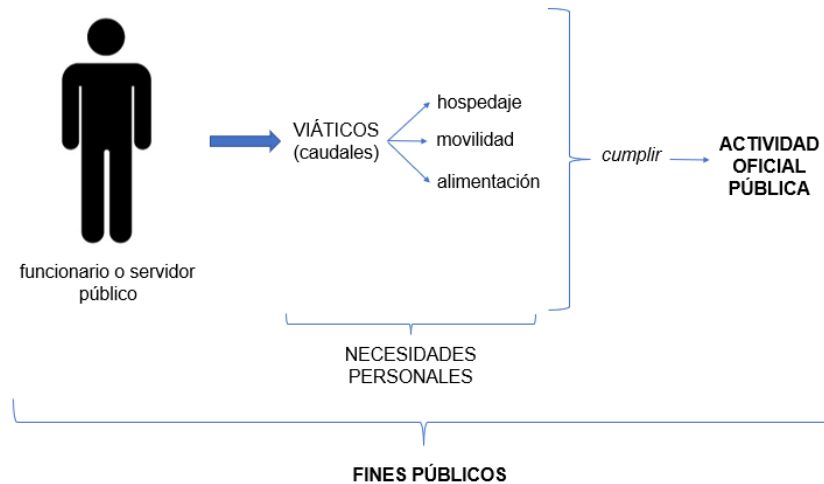 funcionario o servidor
público
VIÁTICOS
(caudales)
hospedaje
movilidad
alimentación
cumplir
ACTIVIDAD
OFICIAL
PÚBLICA
NECESIDADES
PERSONALES
FINES PÚBLICOS